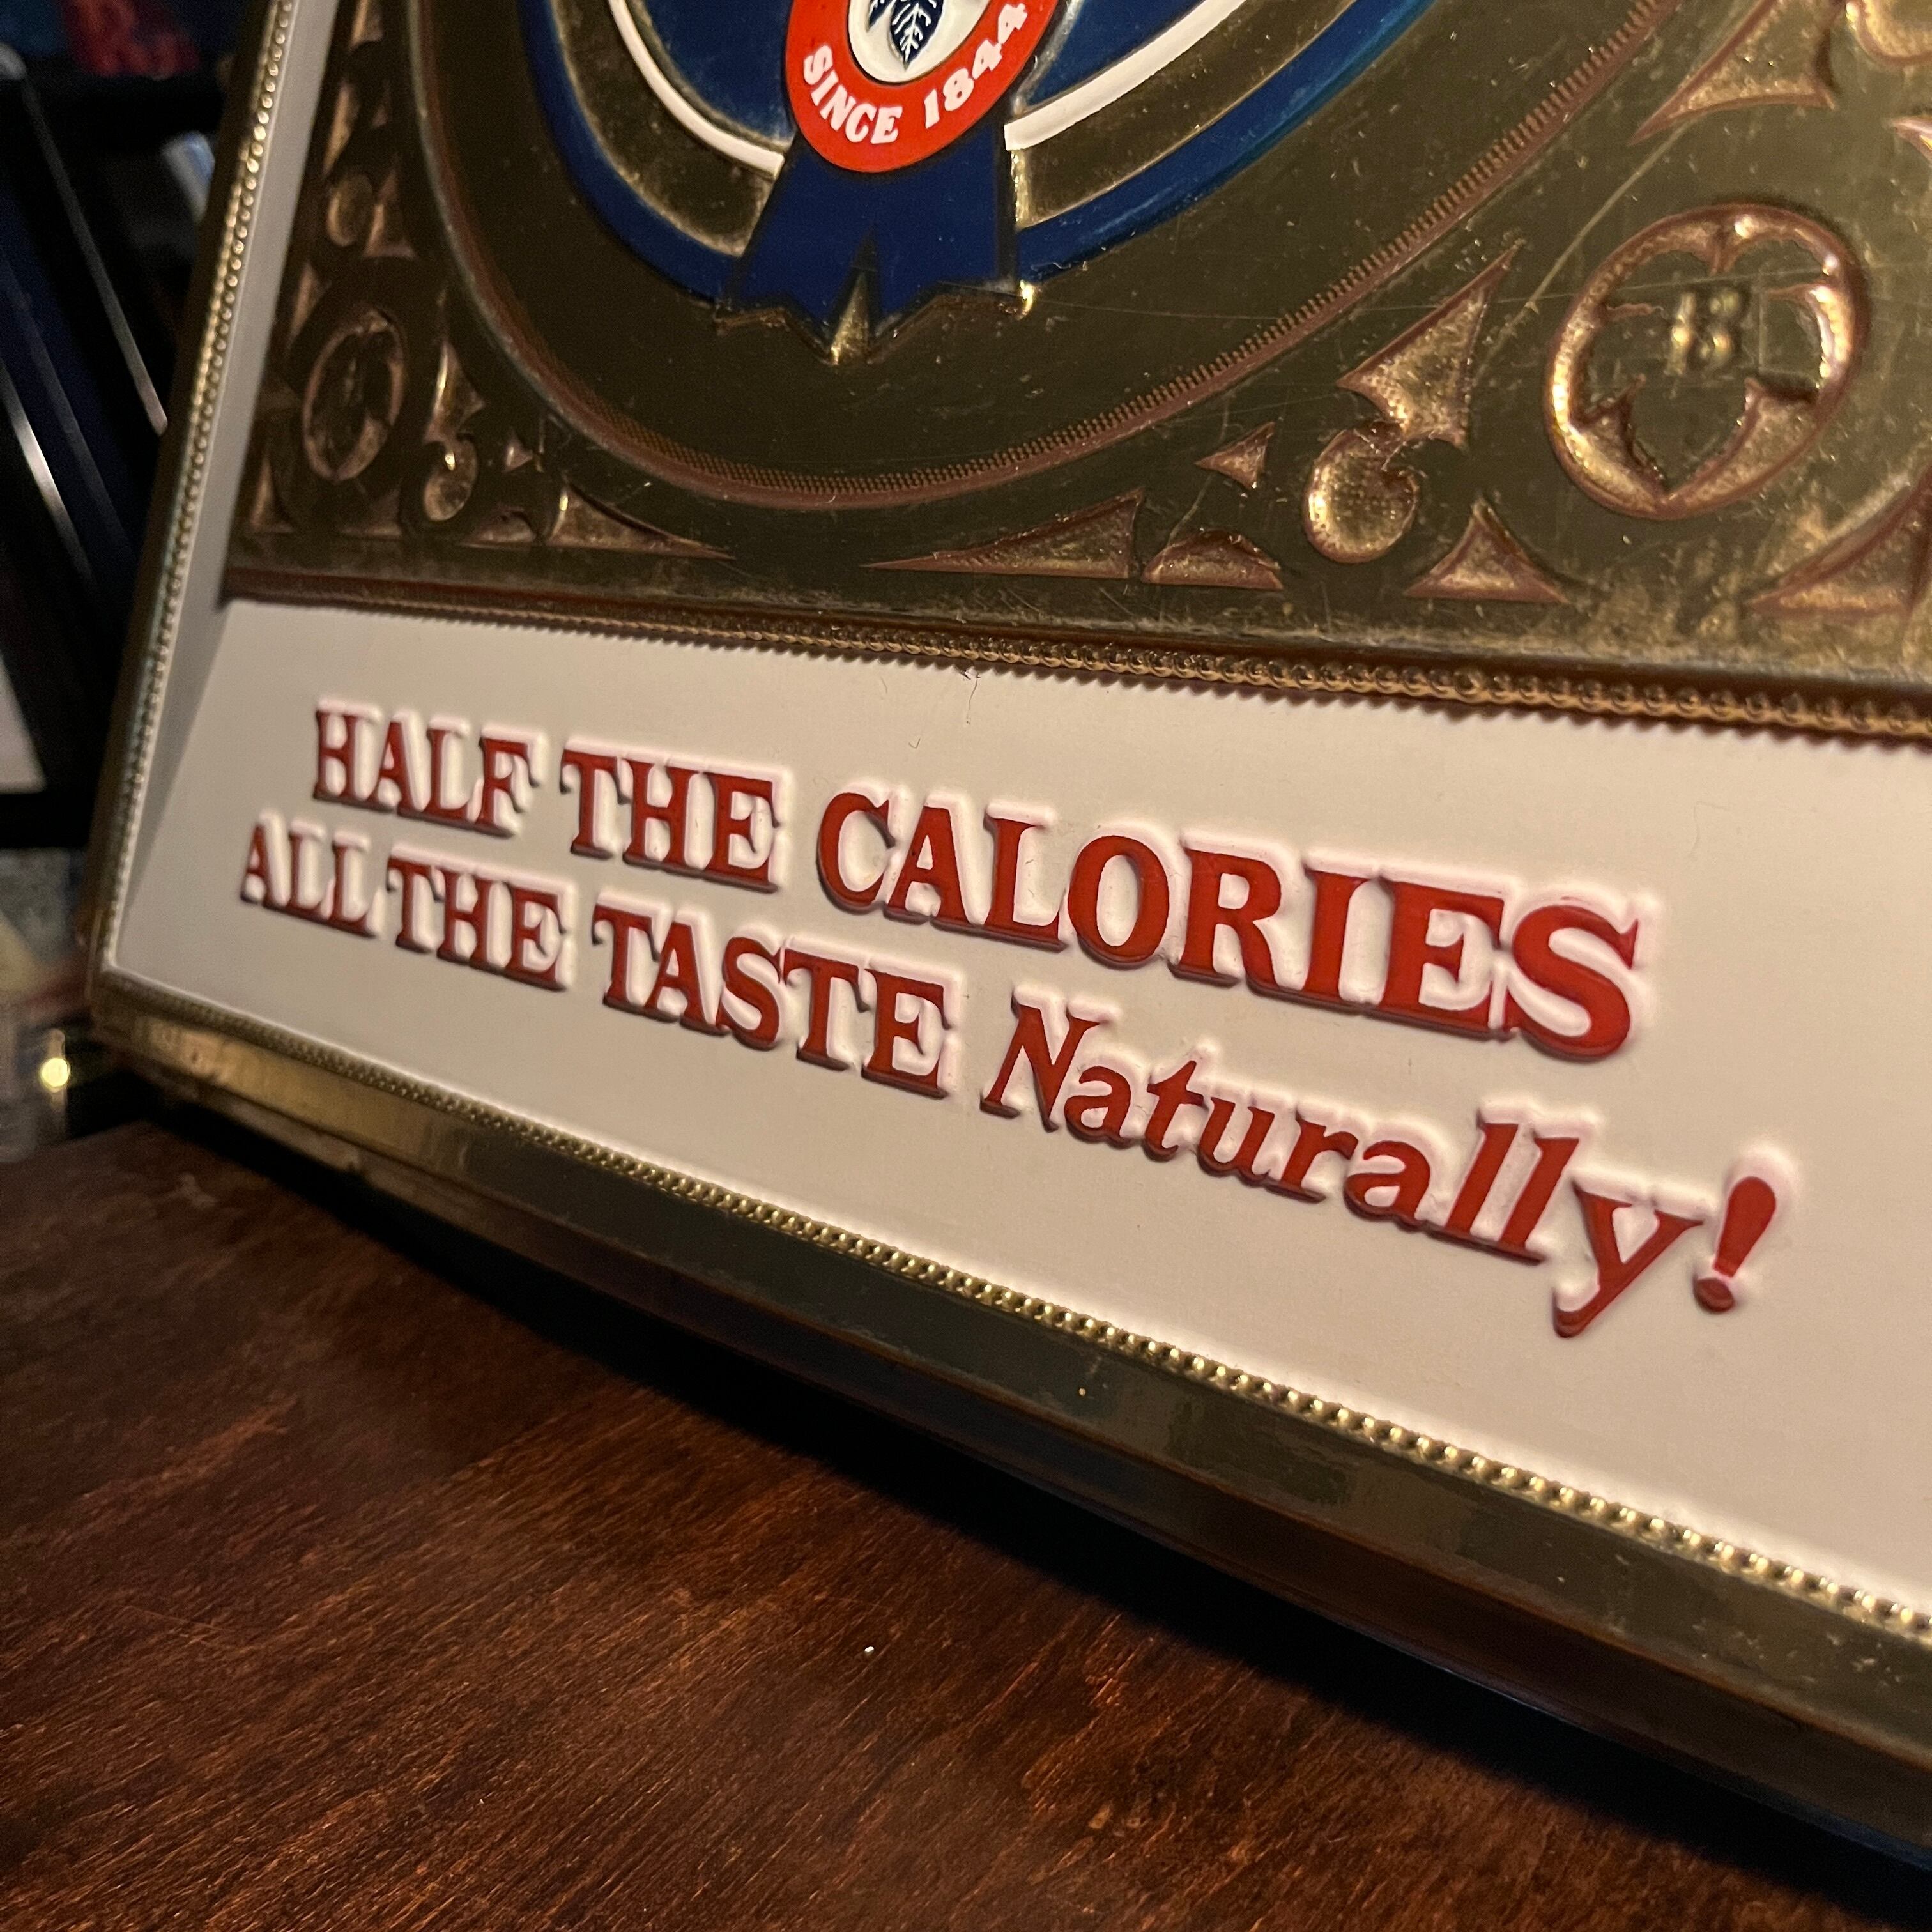 SINCE 1844
HALF THE CALORIES
ALL THE TASTE Naturally!